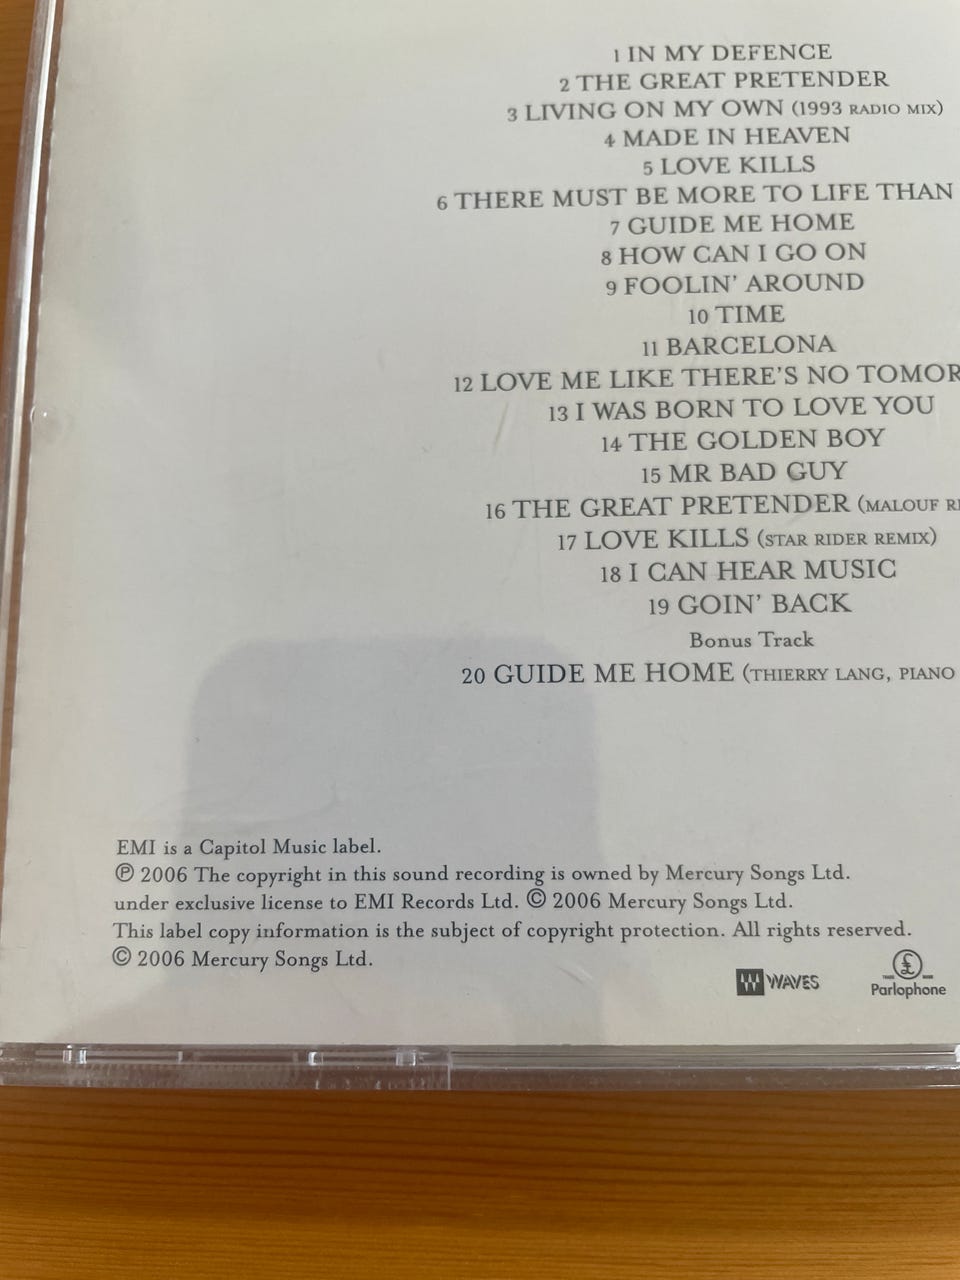 1 IN MY DEFENCE
2 THE GREAT PRETENDER
3 LIVING ON MY OWN (1993 RADIO MIX)
4 MADE IN HEAVEN
5 LOVE KILLS
6 THERE MUST BE MORE TO LIFE THAN
7 GUIDE ME HOME
8 HOW CAN I GO ON
9 FOOLIN' AROUND
10 TIME
11 BARCELONA
12 LOVE ME LIKE THERE'S NO TOMOR
13 I WAS BORN TO LOVE YOU
14 THE GOLDEN BOY
15 MR BAD GUY
16 THE GREAT PRETENDER (MALOUF RE
17 LOVE KILLS (STAR RIDER REMIX)
18 I CAN HEAR MUSIC
19 GOIN' BACK
Bonus Track
20 GUIDE ME HOME (THIERRY LANG, PIANO
EMI is a Capitol Music label.
℗ 2006 The copyright in this sound recording is owned by Mercury Songs Ltd.
under exclusive license to EMI Records Ltd. © 2006 Mercury Songs Ltd.
This label copy information is the subject of copyright protection. All rights reserved.
© 2006 Mercury Songs Ltd.
WAVES
TRADE £ MARK
Parlophone